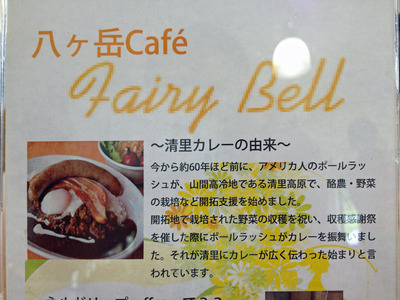 八ヶ岳Café
Fairy Bell
～清里カレーの由来～
今から約60年ほど前に、アメリカ人のポールラッ
シュが、山間高冷地である清里高原で、酪農・野菜
の栽培など開拓支援を始めました。
開拓地で栽培された野菜の収穫を祝い、収穫感謝祭
を催した際にポールラッシュがカレーを振舞いまし
た。それが清里にカレーが広く伝わった始まりと言
われています。